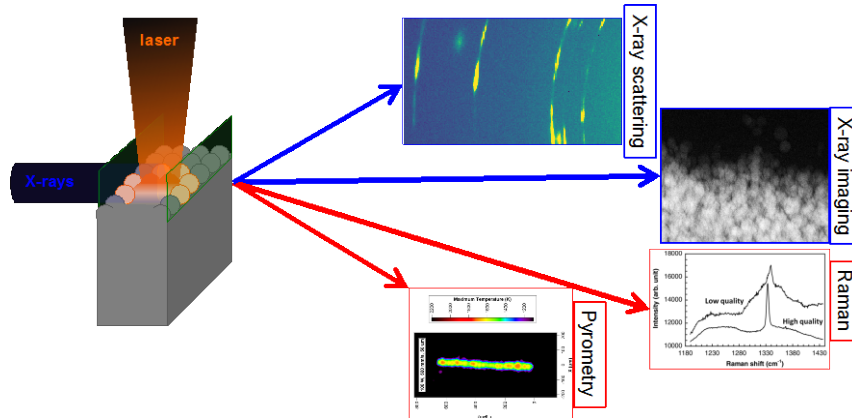 laser
X-rays
X-ray scattering
X-ray imaging
Raman
Pyrometry
Maximum Temperature (K)
18000
16000
14000
12000
10000
Intensity (arb. unit)
Low quality
High quality
1180 1230 1280 1330 1380 1430
Raman shift (cm⁻¹)